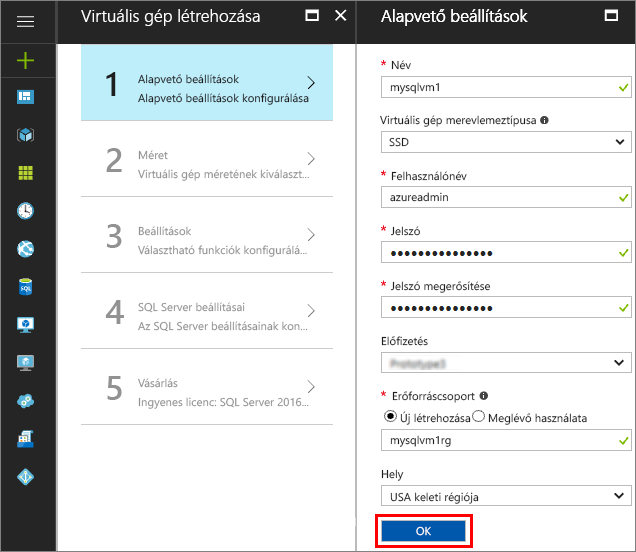 Virtuális gép létrehozása
1
Alapvető beállítások
Alapvető beállítások konfigurálása
2
Méret
Virtuális gép méretének kiválaszt...
3
Beállítások
Választható funkciók konfigurálá...
4
SQL Server beállításai
Az SQL Server beállításainak kon...
5
Vásárlás
Ingyenes licenc: SQL Server 2016...
SQL
Alapvető beállítások
* Név
mysqlvm1
Virtuális gép merevlemeztípusa
SSD
* Felhasználónév
azureadmin
* Jelszó
* Jelszó megerősítése
Előfizetés
* Erőforráscsoport
Új létrehozása Meglévő használata
mysqlvm1rg
Hely
USA keleti régiója
OK